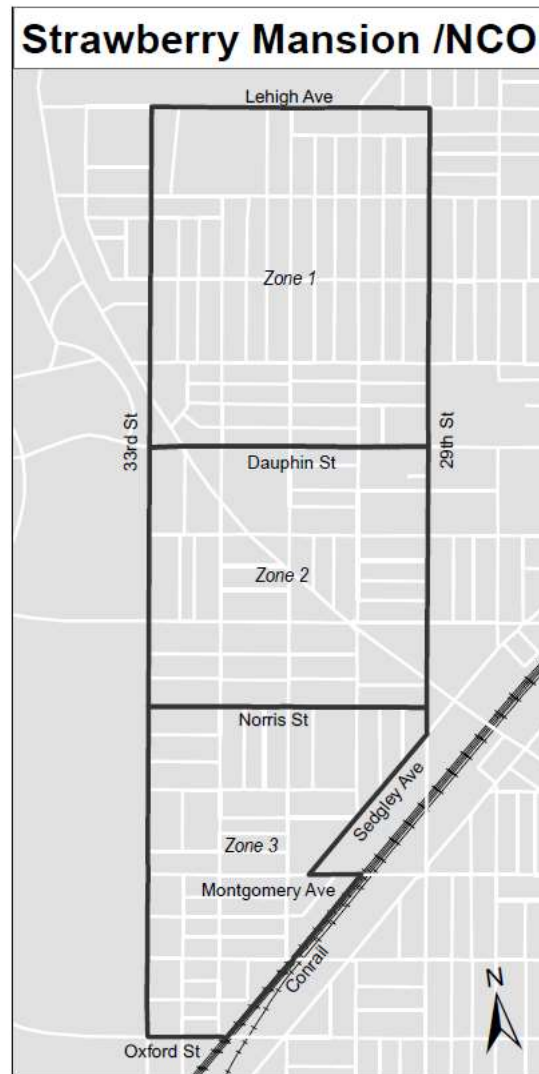 Strawberry Mansion /NCO
Lehigh Ave
Zone 1
33rd St
29th St
Dauphin St
Zone 2
Norris St
Sedgley Ave
Zone 3
Montgomery Ave
Conrail
N
Oxford St